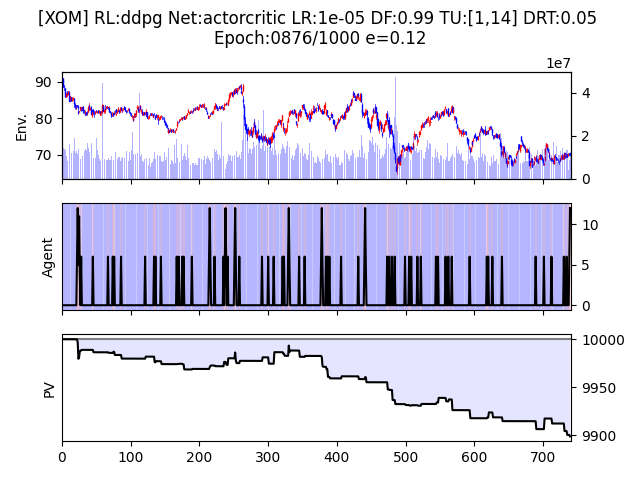 [XOM] RL:ddpg Net:actorcritic LR:1e-05 DF:0.99 TU:[1,14] DRT:0.05
Epoch:0876/1000 e=0.12
1e7
Env.
90
80
70
4
2
0
Agent
10
5
0
PV
10000
9950
9900
0 100 200 300 400 500 600 700